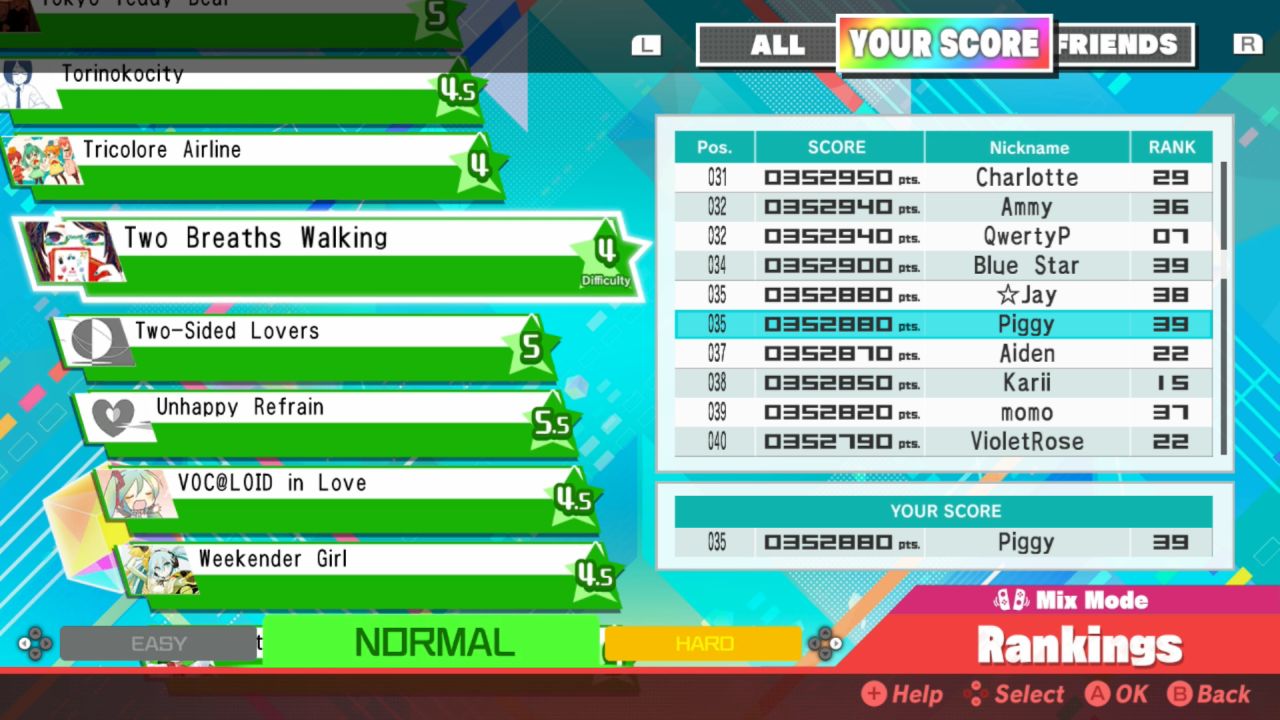 Tokyo Teddy Bear
5
Torinokocity
4.5
Tricolore Airline
4
Two Breaths Walking
4
Difficulty
Two-Sided Lovers
5
Unhappy Refrain
5.5
VOC@LOID in Love
4.5
Weekender Girl
4.5
EASY
NORMAL
HARD
L
ALL
YOUR SCORE
FRIENDS
R
Pos. SCORE Nickname RANK
031 0352950 pts. Charlotte 29
032 0352940 pts. Ammy 36
032 0352940 pts. QwertyP 07
034 0352900 pts. Blue Star 39
035 0352880 pts. ☆Jay 38
035 0352880 pts. Piggy 39
037 0352870 pts. Aiden 22
038 0352850 pts. Karii 15
039 0352820 pts. momo 37
040 0352790 pts. VioletRose 22
YOUR SCORE
035 0352880 pts. Piggy 39
Mix Mode
Rankings
+ Help Select A OK B Back